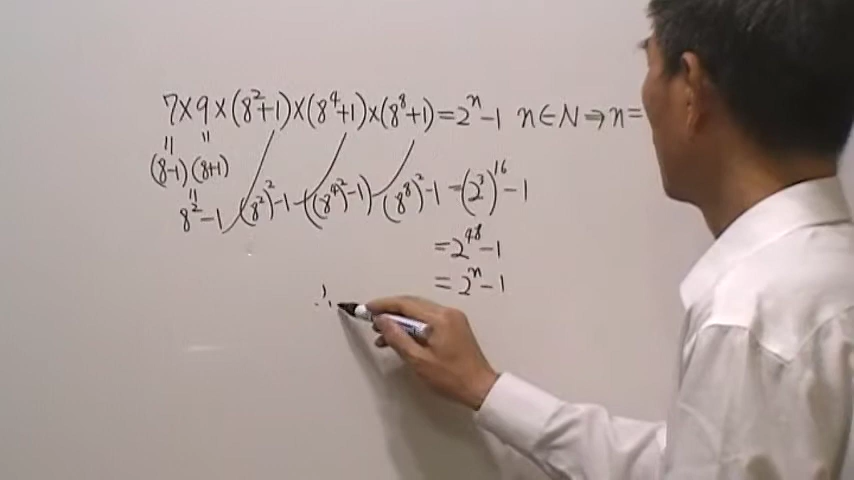 7×9×(8²+1)×(8⁴+1)×(8⁸+1)=2ⁿ-1 n∈N⇒n=
(8-1)(8+1)
8²-1 (8²)²-1 ((8⁴)²-1) (8⁸)²-1=(2³)¹⁶-1
=2⁴⁸-1
=2ⁿ-1
∴